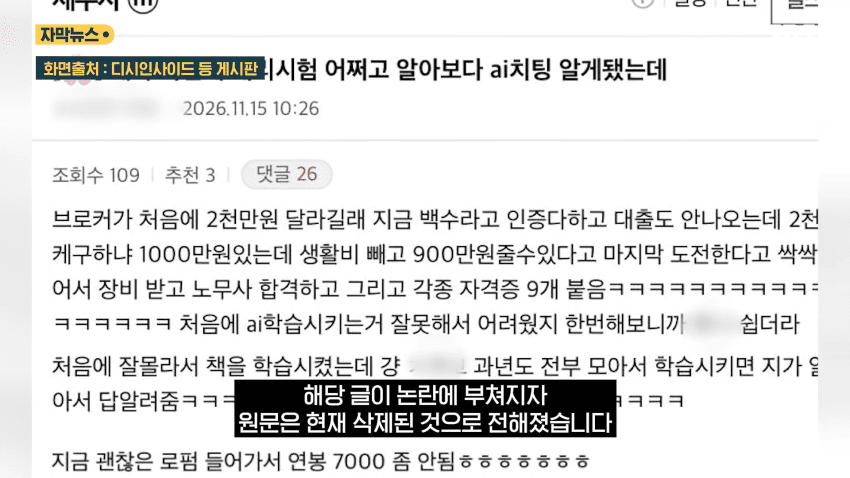 세무사 ⓜ
자막뉴스
화면출처 : 디시인사이드 등 게시판
리시험 어쩌고 알아보다 ai치팅 알게됐는데
2026.11.15 10:26
조회수 109 추천 3 댓글 26
브로커가 처음에 2천만원 달라길래 지금 백수라고 인증다하고 대출도 안나오는데 2천
케구하냐 1000만원있는데 생활비 빼고 900만원줄수있다고 마지막 도전한다고 싹싹
어서 장비 받고 노무사 합격하고 그리고 각종 자격증 9개 붙음ㅋㅋㅋㅋㅋㅋㅋㅋㅋㅋㅋ
ㅋㅋㅋㅋㅋㅋ 처음에 ai학습시키는거 잘못해서 어려웠지 한번해보니까 쉽더라
처음에 잘몰라서 책을 학습시켰는데 걍 과년도 전부 모아서 학습시키면 지가 알
아서 답알려줌ㅋㅋㅋ ㅋㅋㅋㅋ
해당 글이 논란에 부쳐지자
원문은 현재 삭제된 것으로 전해졌습니다
지금 괜찮은 로펌 들어가서 연봉 7000 좀 안됨ㅎㅎㅎㅎㅎㅎㅎ